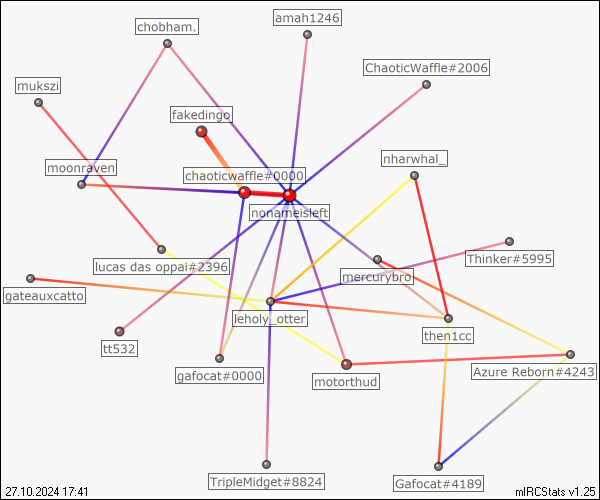 amah1246
chobham.
ChaoticWaffle#2006
mukszi
fakedingo
nharwhal_
moonraven
chaoticwaffle#0000
nonameisleft
Thinker#5995
lucas das oppai#2396
mercurybro
gateauxcatto
leholy_otter
then1cc
tt532
gafocat#0000
motorthud
Azure Reborn#4243
TripleMidget#8824
Gafocat#4189
27.10.2024 17:41
mIRCStats v1.25